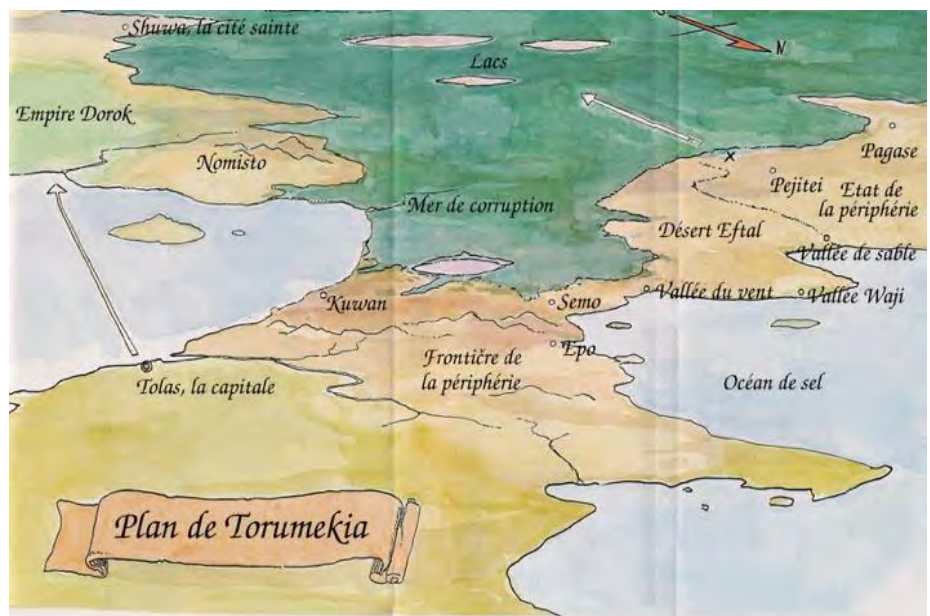 Shuwa, la cité sainte
N
Lacs
Empire Dorok
Nomisto
Pagase
Pejitei
Etat de
la périphérie
Mer de corruption
Désert Eftal
Vallée de sable
Kuwan
Semo
Vallée du vent
Vallée Waji
Epo
Frontičre de
la périphérie
Tolas, la capitale
Océan de sel
Plan de Torumekia